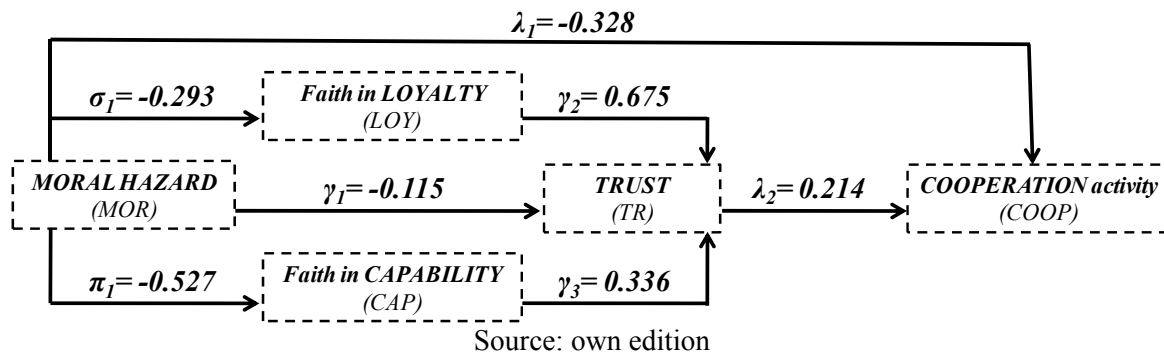 λ1= -0.328
σ1= -0.293
Faith in LOYALTY
(LOY)
γ2= 0.675
MORAL HAZARD
(MOR)
γ1= -0.115
TRUST
(TR)
λ2= 0.214
COOPERATION activity
(COOP)
π1= -0.527
Faith in CAPABILITY
(CAP)
γ3= 0.336
Source: own edition